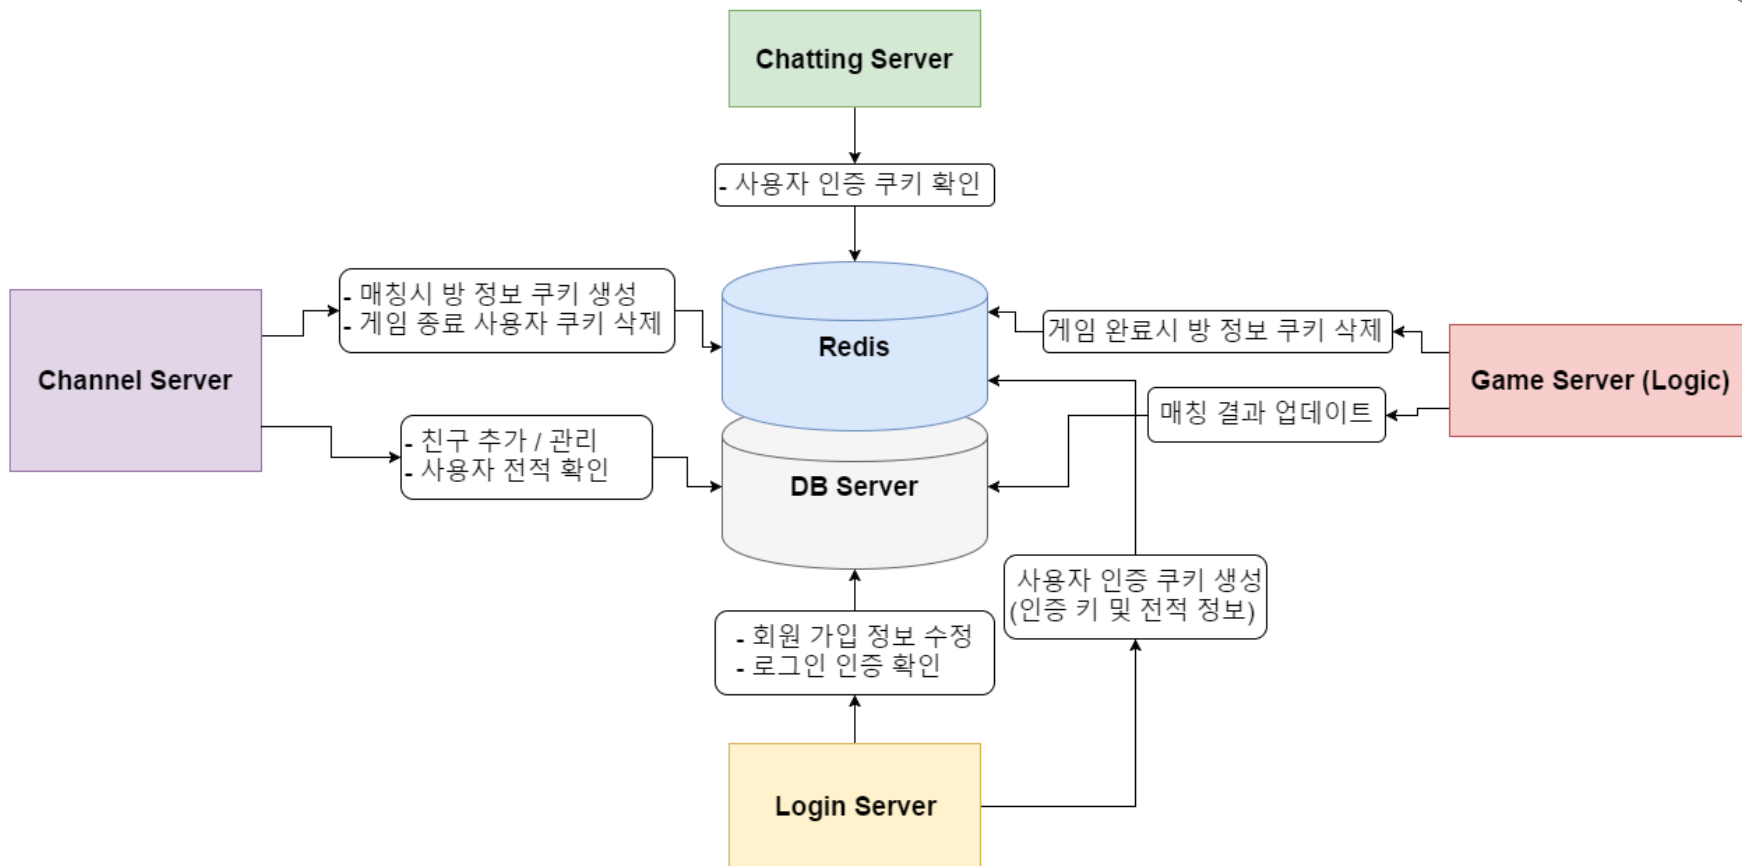 Chatting Server
- 사용자 인증 쿠키 확인
- 매칭시 방 정보 쿠키 생성
- 게임 종료 사용자 쿠키 삭제
Redis
게임 완료시 방 정보 쿠키 삭제
Channel Server
Game Server (Logic)
매칭 결과 업데이트
- 친구 추가 / 관리
- 사용자 전적 확인
DB Server
사용자 인증 쿠키 생성
(인증 키 및 전적 정보)
- 회원 가입 정보 수정
- 로그인 인증 확인
Login Server